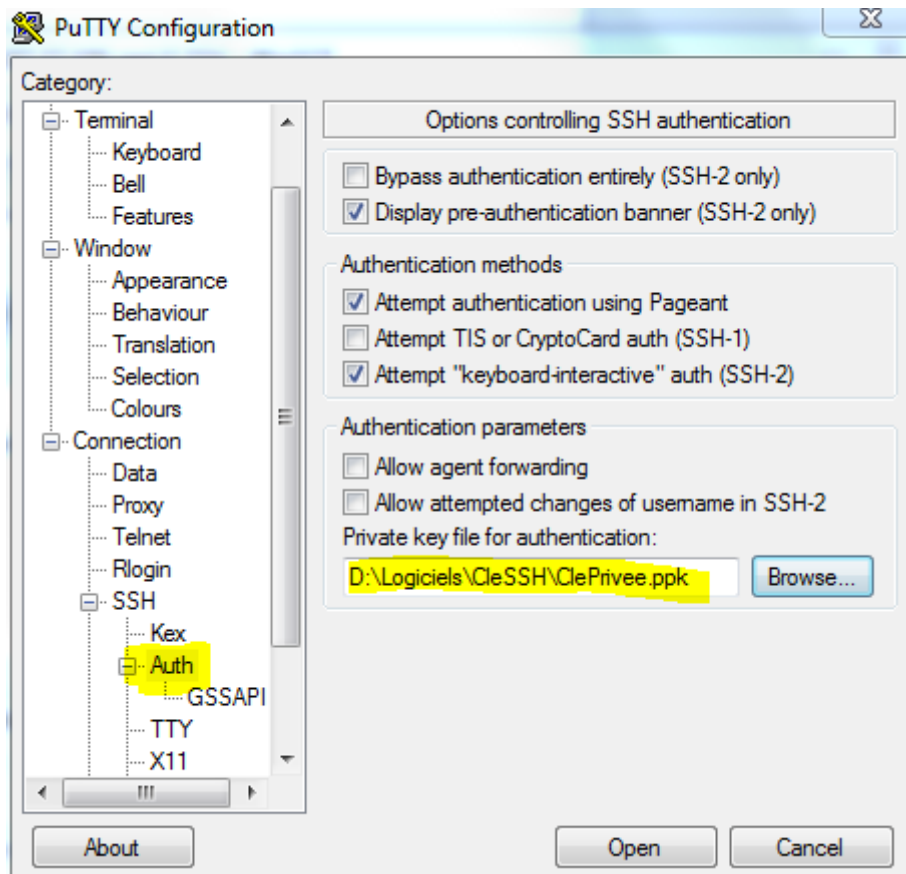 PuTTY Configuration
Category:
Terminal
Keyboard
Bell
Features
Window
Appearance
Behaviour
Translation
Selection
Colours
Connection
Data
Proxy
Telnet
Rlogin
SSH
Kex
Auth
GSSAPI
TTY
X11
Options controlling SSH authentication
Bypass authentication entirely (SSH-2 only)
Display pre-authentication banner (SSH-2 only)
Authentication methods
Attempt authentication using Pageant
Attempt TIS or CryptoCard auth (SSH-1)
Attempt "keyboard-interactive" auth (SSH-2)
Authentication parameters
Allow agent forwarding
Allow attempted changes of username in SSH-2
Private key file for authentication:
D:\Logiciels\CleSSH\ClePrivee.ppk
Browse...
About
Open
Cancel